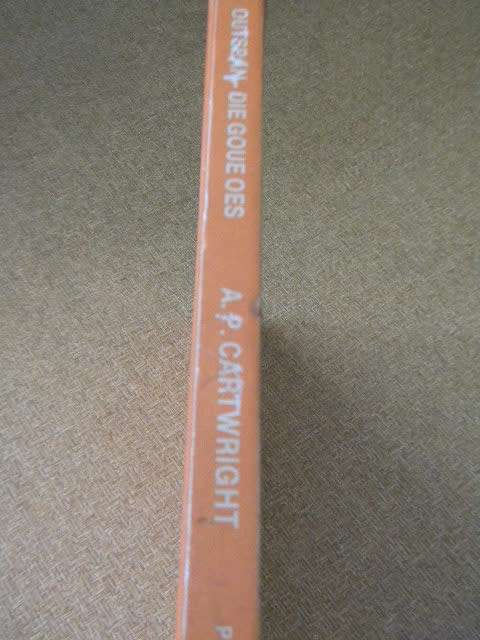 OUTSPAN - DIE GOUE OES
A. P. CARTWRIGHT
P